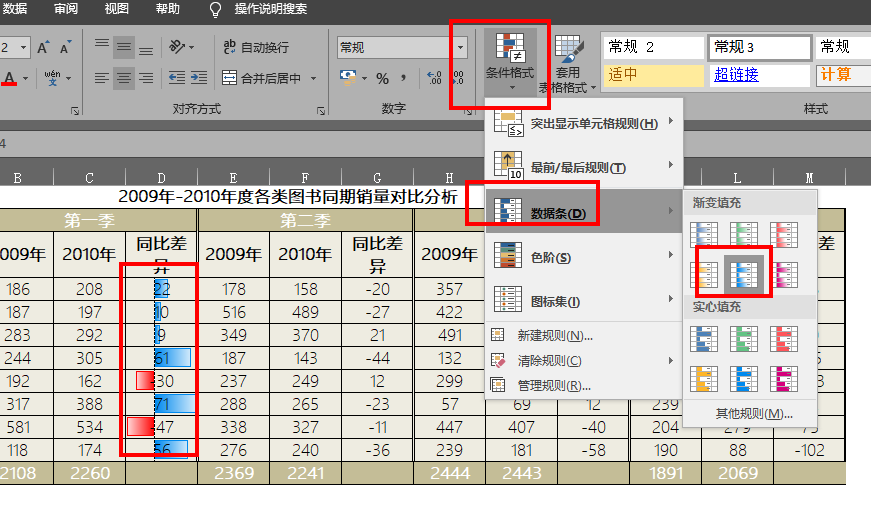 数据 审阅 视图 帮助 操作说明搜索
2 A A ab 自动换行 常规 条件格式 套用 常规 2 常规 3 常规
A wén 文 合并后居中 % , .00 表格格式 适中 超链接 计算
对齐方式 数字 样式
4
B C D E F G H L M
2009年-2010年度各类图书同期销量对比分析
第一季 第二季
009年 2010年 同比差异 2009年 2010年 同比差异 2009年 差
186 208 22 178 158 -20 357
187 197 10 516 489 -27 422
283 292 9 349 370 21 491
244 305 61 187 143 -44 132
192 162 -30 237 249 12 299 3
317 388 71 288 265 -23 57 69 12 239
581 534 -47 338 327 -11 447 407 -40 204
118 174 56 276 240 -36 239 181 -58 190 88 -102
2108 2260 2369 2241 2444 2443 1891 2069
突出显示单元格规则(H)
10 最前/最后规则(T)
数据条(D)
色阶(S)
图标集(I)
新建规则(N)...
清除规则(C)
管理规则(R)...
渐变填充
实心填充
其他规则(M)...